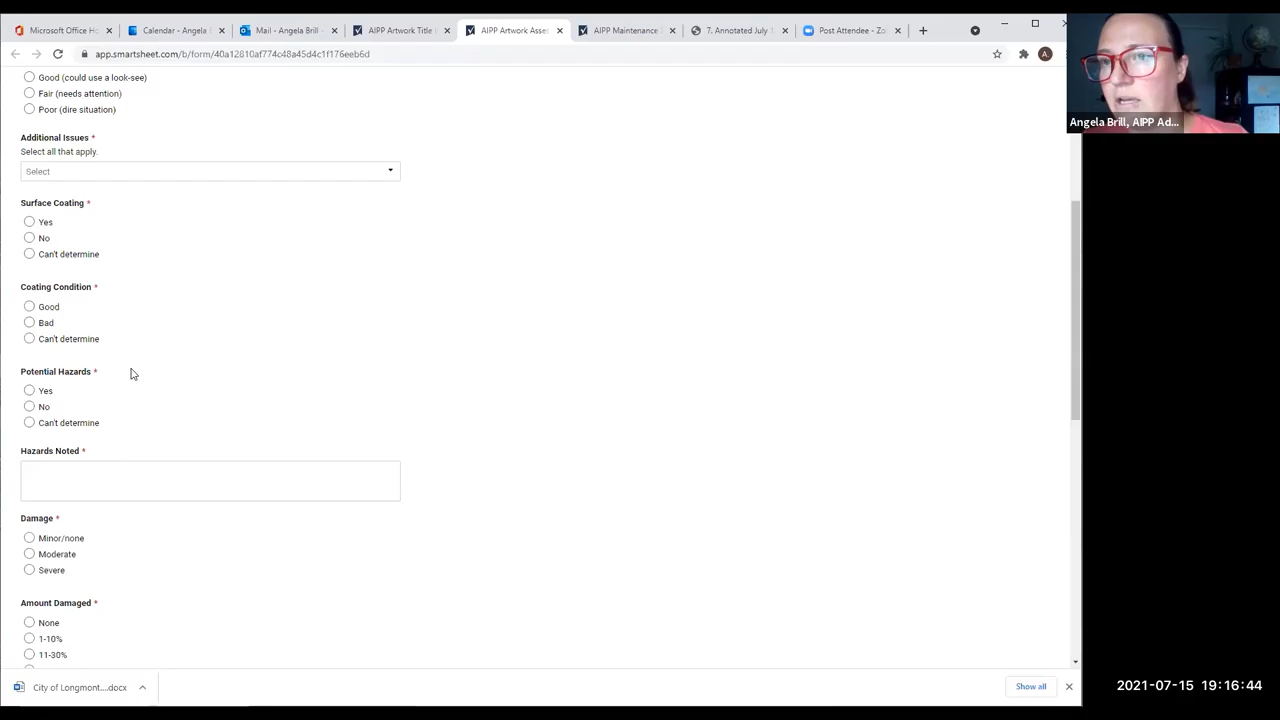 Microsoft Office Ho
Calendar - Angela B
Mail - Angela Brill -
AIPP Artwork Title I
AIPP Artwork Asses
AIPP Maintenance
7. Annotated July
Post Attendee - Zo
app.smartsheet.com/b/form/40a12810af774c48a45d4c1f176eeb6d
A.
Good (could use a look-see)
Fair (needs attention)
Poor (dire situation)
Angela Brill, AIPP Ad...
Additional Issues *
Select all that apply.
Select
Surface Coating *
Yes
No
Can't determine
Coating Condition *
Good
Bad
Can't determine
Potential Hazards *
Yes
No
Can't determine
Hazards Noted *
Damage *
Minor/none
Moderate
Severe
Amount Damaged *
None
1-10%
11-30%
City of Longmont....docx
Show all
2021-07-15 19:16:44